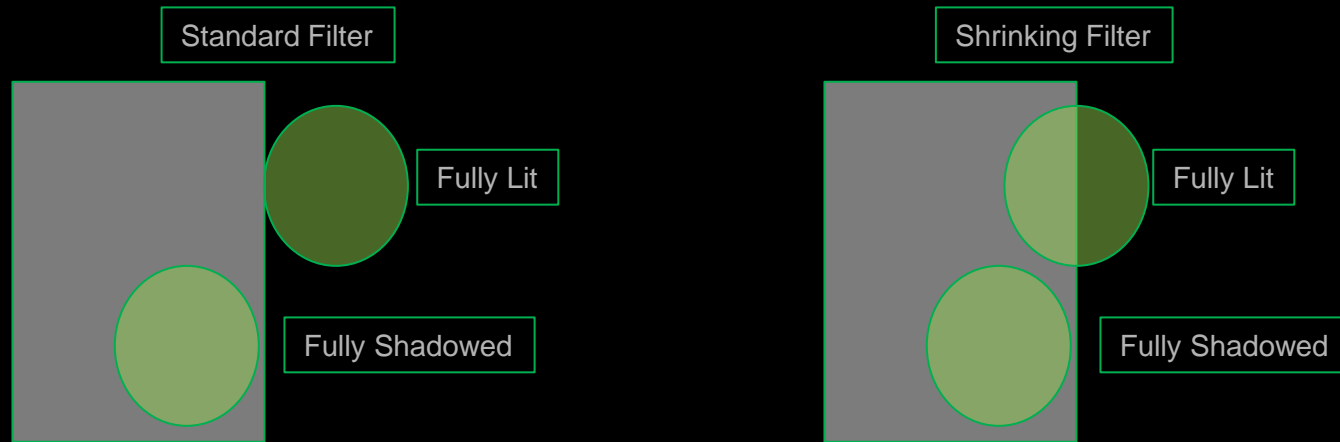 Standard Filter
Shrinking Filter
Fully Lit
Fully Lit
Fully Shadowed
Fully Shadowed